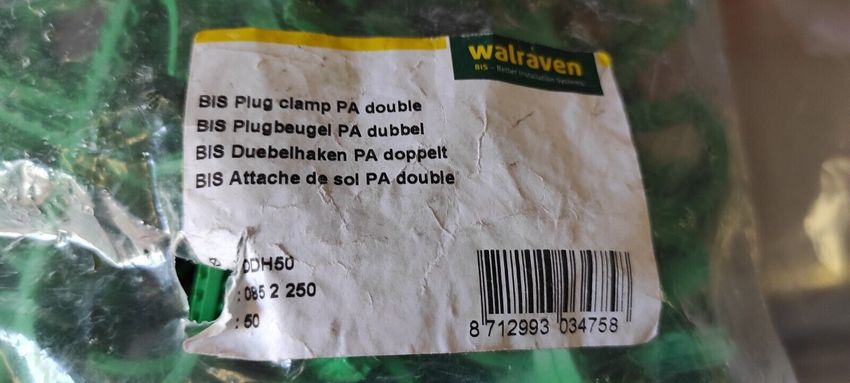 walraven
BIS - Better Installation Systems
BIS Plug clamp PA double
BIS Plugbeugel PA dubbel
BIS Duebelhaken PA doppelt
BIS Attache de sol PA double
DDH50
: 085 2 250
: 50
8 712993 034758